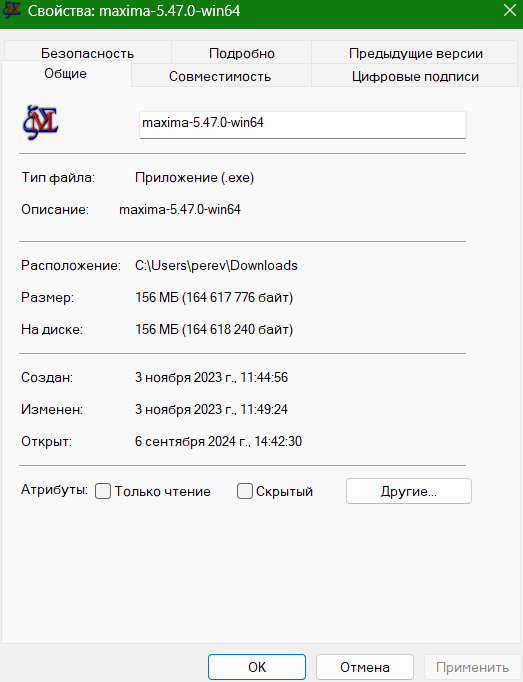 Свойства: maxima-5.47.0-win64
Безопасность Подробно Предыдущие версии
Общие Совместимость Цифровые подписи
maxima-5.47.0-win64
Тип файла: Приложение (.exe)
Описание: maxima-5.47.0-win64
Расположение: C:\Users\perev\Downloads
Размер: 156 МБ (164 617 776 байт)
На диске: 156 МБ (164 618 240 байт)
Создан: 3 ноября 2023 г., 11:44:56
Изменен: 3 ноября 2023 г., 11:49:24
Открыт: 6 сентября 2024 г., 14:42:30
Атрибуты: Только чтение Скрытый Другие...
ОК Отмена Применить